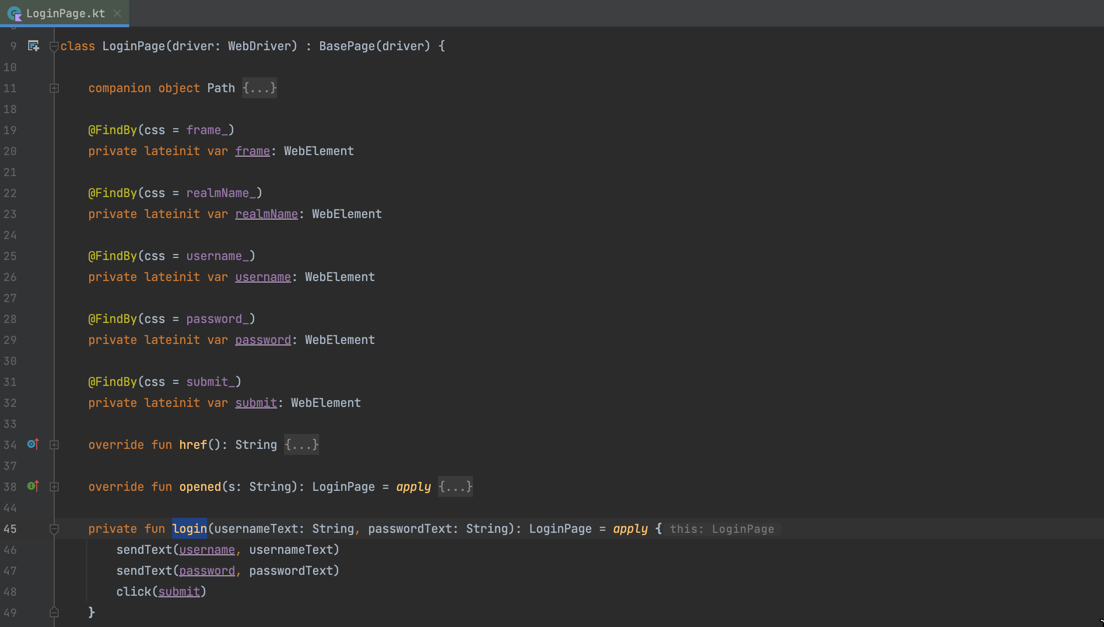 LoginPage.kt
9 class LoginPage(driver: WebDriver) : BasePage(driver) {
10
11 companion object Path {...}
18
19 @FindBy(css = frame_)
20 private lateinit var frame: WebElement
21
22 @FindBy(css = realmName_)
23 private lateinit var realmName: WebElement
24
25 @FindBy(css = username_)
26 private lateinit var username: WebElement
27
28 @FindBy(css = password_)
29 private lateinit var password: WebElement
30
31 @FindBy(css = submit_)
32 private lateinit var submit: WebElement
33
34 override fun href(): String {...}
37
38 override fun opened(s: String): LoginPage = apply {...}
44
45 private fun login(usernameText: String, passwordText: String): LoginPage = apply { this: LoginPage
46 sendText(username, usernameText)
47 sendText(password, passwordText)
48 click(submit)
49 }